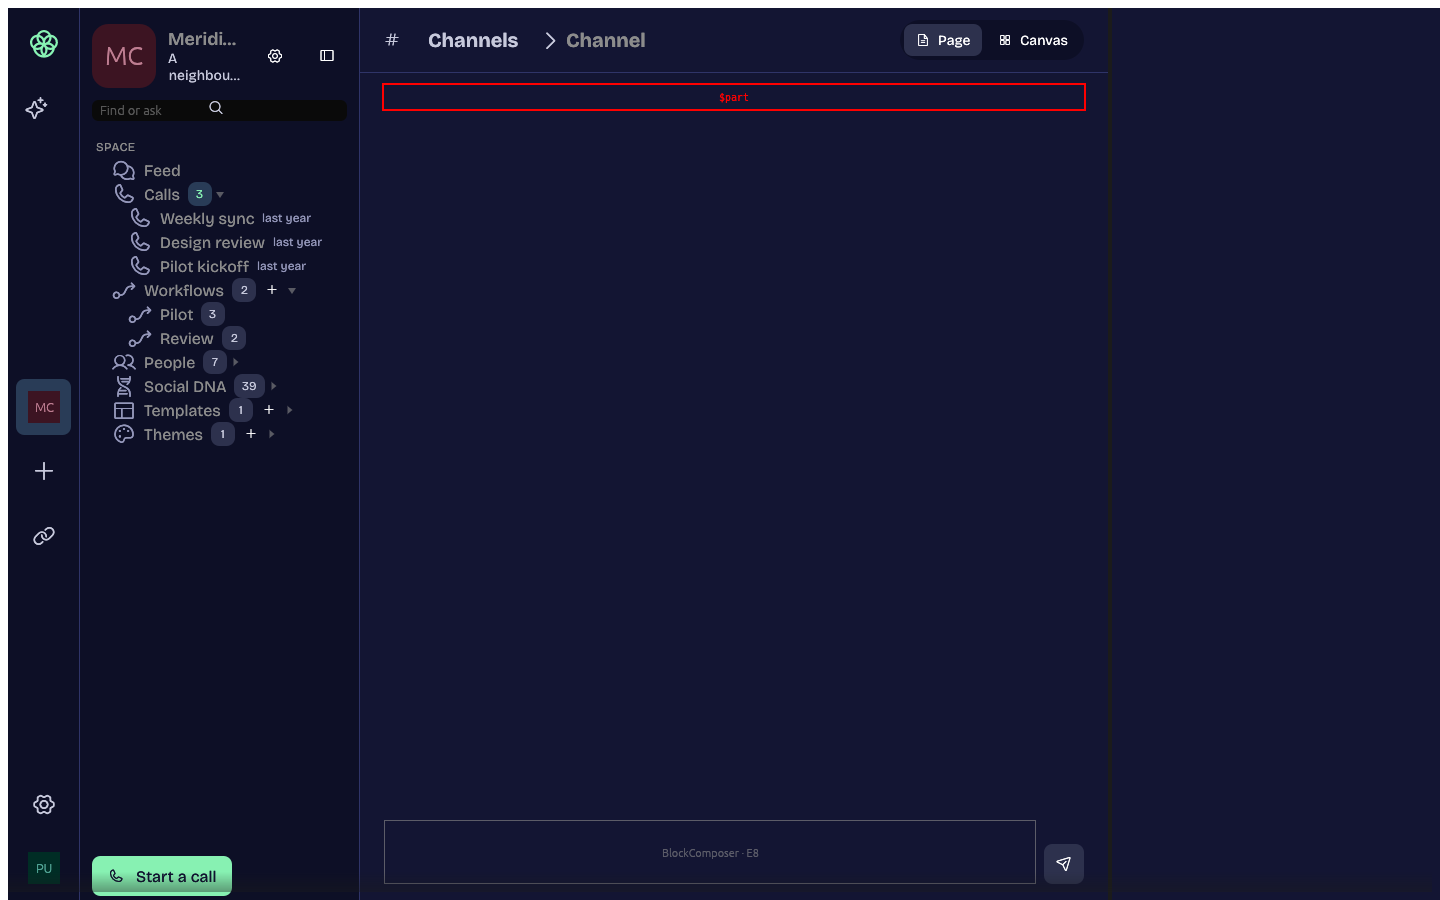 MC
Meridi...
A
neighbou...
Find or ask
SPACE
Feed
Calls 3
Weekly sync last year
Design review last year
Pilot kickoff last year
Workflows 2 +
Pilot 3
Review 2
People 7
Social DNA 39
Templates 1 +
Themes 1 +
Start a call
MC
PU
# Channels > Channel
Page Canvas
$part
BlockComposer · E8